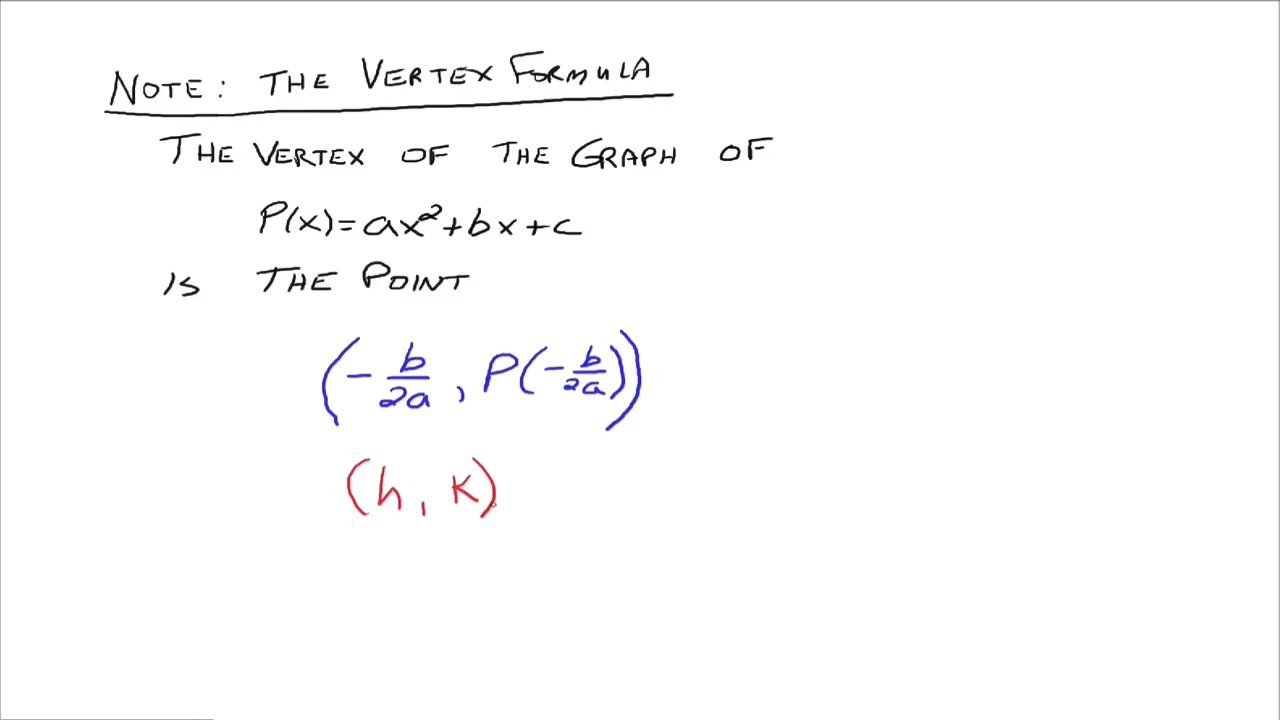 NOTE: THE VERTEX FORMULA
THE VERTEX OF THE GRAPH OF
P(x)=ax²+bx+c
IS THE POINT
(-b/2a, P(-b/2a))
(h, K)